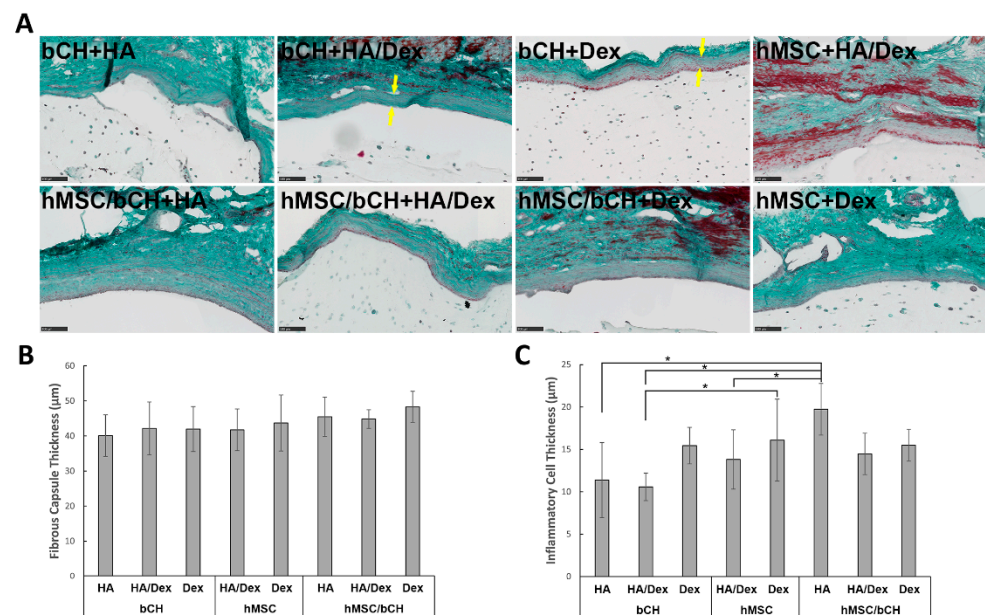 A
bCH+HA
bCH+HA/Dex
bCH+Dex
hMSC+HA/Dex
hMSC/bCH+HA
hMSC/bCH+HA/Dex
hMSC/bCH+Dex
hMSC+Dex
B
Fibrous Capsule Thickness (µm)
60
50
40
30
20
10
0
HA HA/Dex Dex HA/Dex Dex HA HA/Dex Dex
bCH hMSC hMSC/bCH
C
Inflammatory Cell Thickness (µm)
25
20
15
10
5
0
*
*
*
*
HA HA/Dex Dex HA/Dex Dex HA HA/Dex Dex
bCH hMSC hMSC/bCH